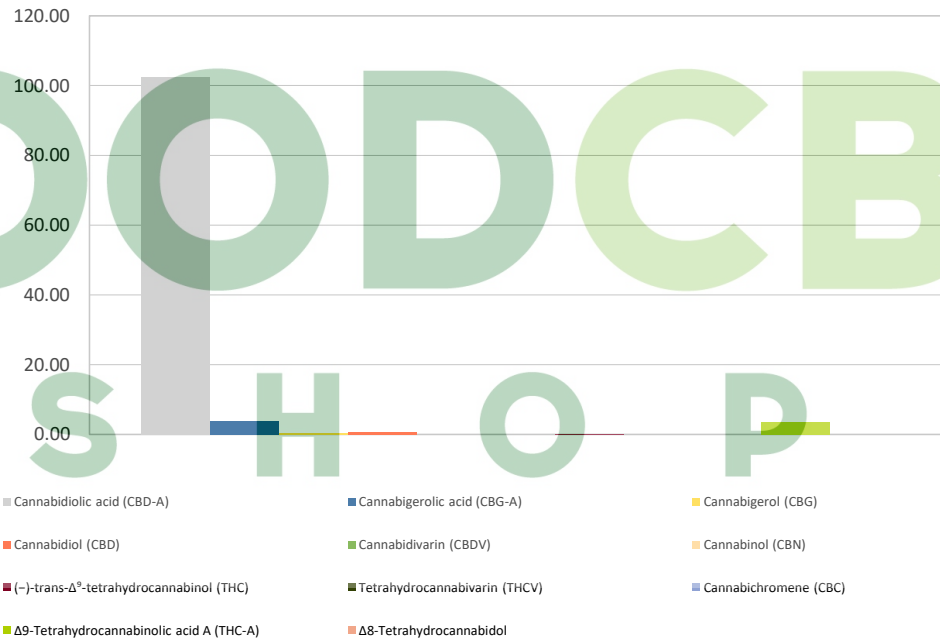 120.00
100.00
80.00
60.00
40.00
20.00
0.00
OODCB
SHOP
Cannabidiolic acid (CBD-A) Cannabigerolic acid (CBG-A) Cannabigerol (CBG)
Cannabidiol (CBD) Cannabidivarin (CBDV) Cannabinol (CBN)
(−)-trans-Δ⁹-tetrahydrocannabinol (THC) Tetrahydrocannabivarin (THCV) Cannabichromene (CBC)
Δ9-Tetrahydrocannabinolic acid A (THC-A) Δ8-Tetrahydrocannabidol